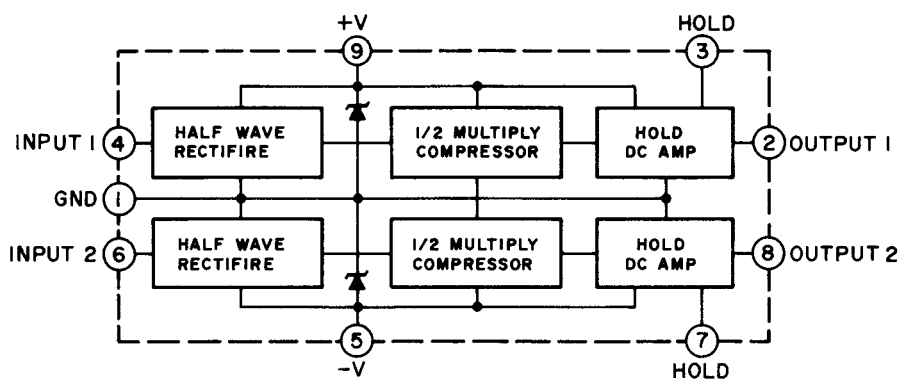 +V
HOLD
9
3
INPUT 1
4
HALF WAVE
RECTIFIRE
1/2 MULTIPLY
COMPRESSOR
HOLD
DC AMP
2
OUTPUT 1
GND
1
INPUT 2
6
HALF WAVE
RECTIFIRE
1/2 MULTIPLY
COMPRESSOR
HOLD
DC AMP
8
OUTPUT 2
5
7
-V
HOLD